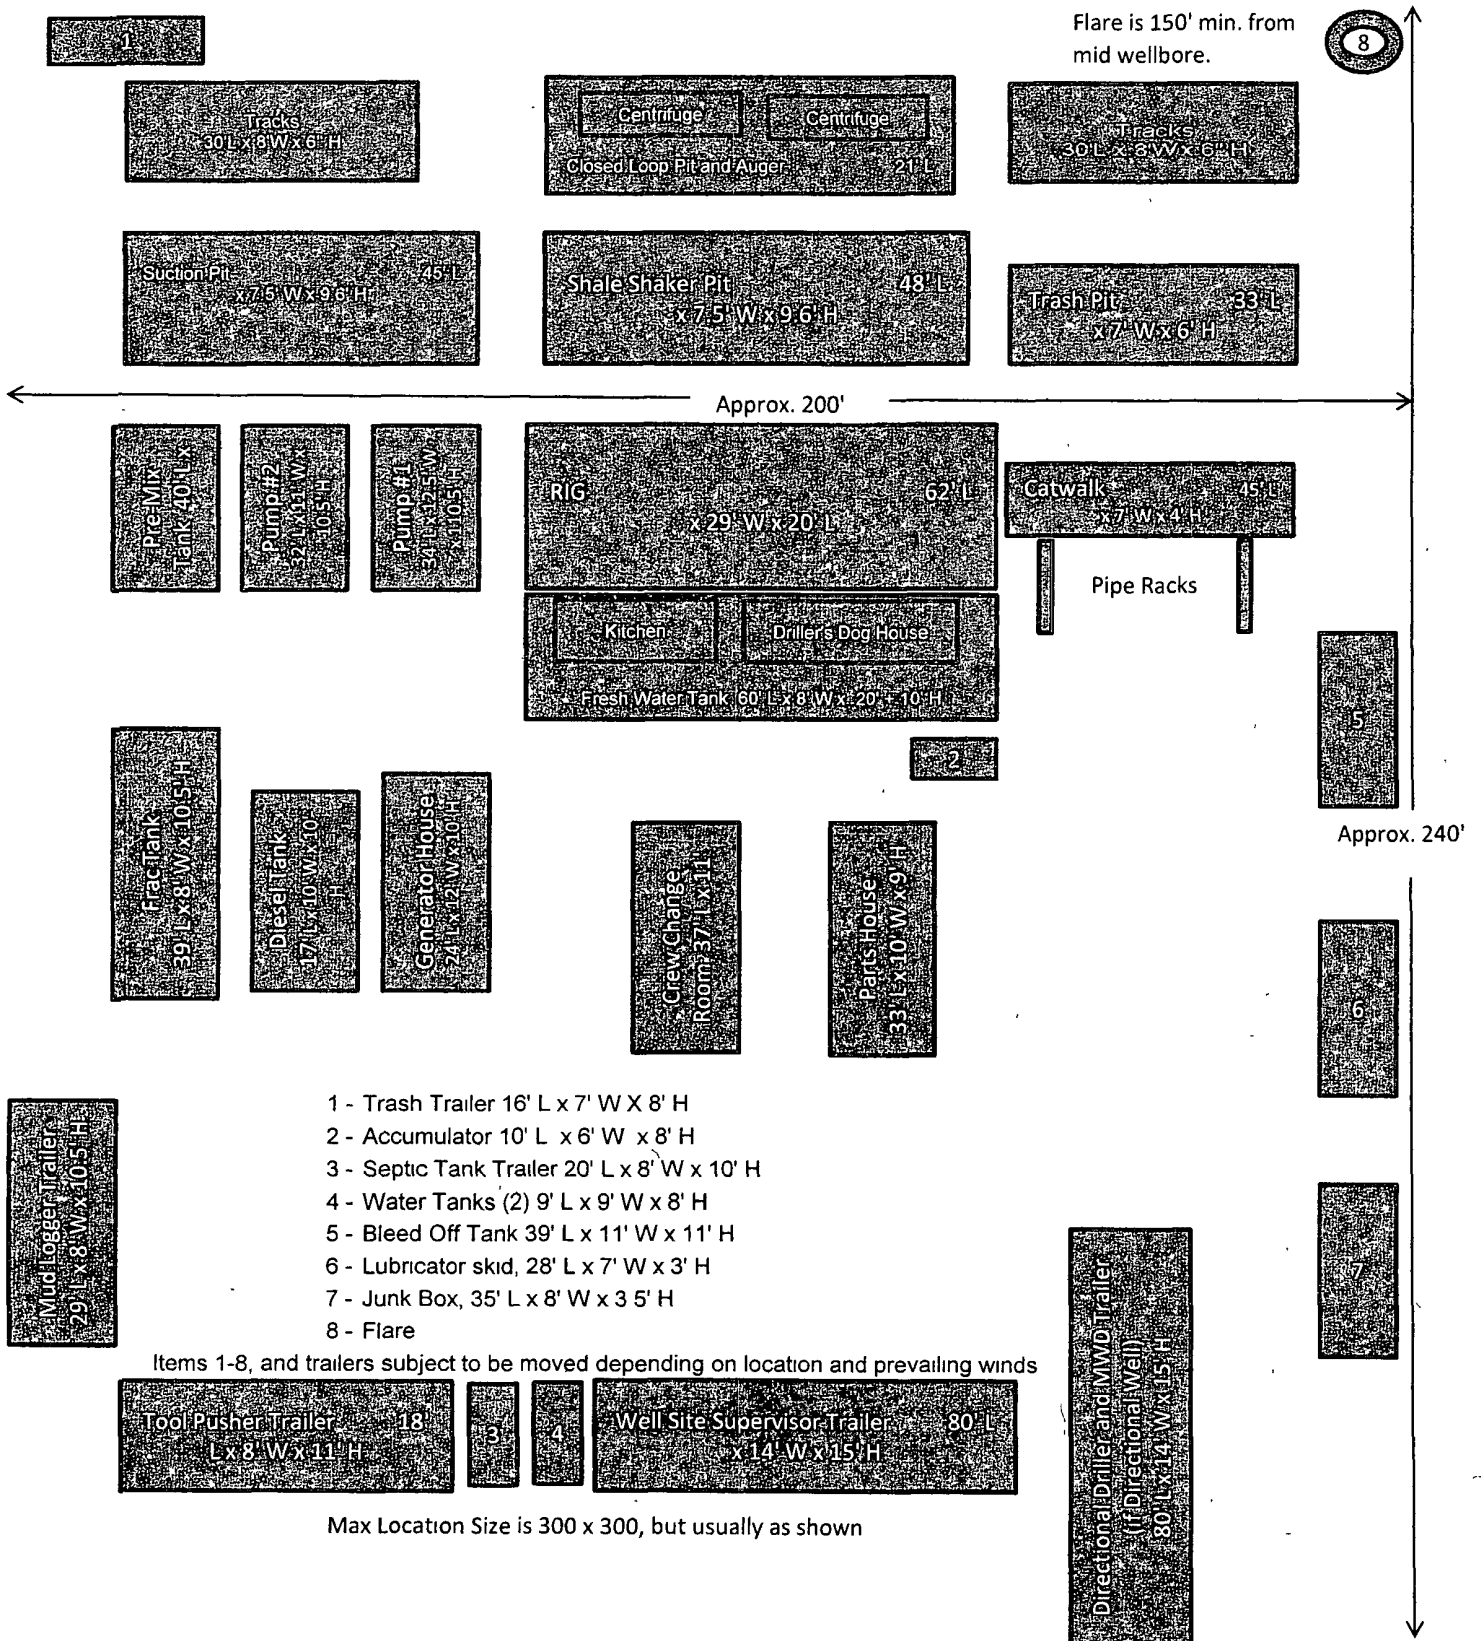 1
Flare is 150' min. from
mid wellbore.
8
Tracks
30 L x 8 W x 6" H
Centrifuge
Centrifuge
Closed Loop Pit and Auger 21' L
Tracks
30 L x 8 W x 6" H
Suction Pit 45' L
x 7.5' W x 9 6' H
Shale Shaker Pit 48' L
x 7.5' W x 9 6' H
Trash Pit 33' L
x 7' W x 6' H
Approx. 200'
Pre-Mix
Tank 40' L x
Pump #2
32' L x 11' W x
10 5' H
Pump #1
34' L x 12.5' W
x 110 5' H
RIG 62' L
x 29' W x 20' L
Catwalk 45' L
x 7' W x 4' H
Pipe Racks
Kitchen
Driller's Dog House
Fresh Water Tank 60' L x 8' W x 20' + 10' H
2
5
Approx. 240'
Frac Tank
39' L x 8' W x 10 5' H
Diesel Tank
17' L x 10' W x 10'
H
Generator House
24' L x 12' W x 10' H
Crew Change
Room 37' L x 11
Parts House
33' L x 10' W x 9' H
6
Mud Logger Trailer
29' L x 8' W x 10 5' H
1 - Trash Trailer 16' L x 7' W X 8' H
2 - Accumulator 10' L x 6' W x 8' H
3 - Septic Tank Trailer 20' L x 8' W x 10' H
4 - Water Tanks (2) 9' L x 9' W x 8' H
5 - Bleed Off Tank 39' L x 11' W x 11' H
6 - Lubricator skid, 28' L x 7' W x 3' H
7 - Junk Box, 35' L x 8' W x 3 5' H
8 - Flare
7
Items 1-8, and trailers subject to be moved depending on location and prevailing winds
Tool Pusher Trailer 18
L x 8' W x 11' H
3
4
Well Site Supervisor Trailer 80' L
x 14' W x 15' H
Directional Driller and MWD Trailer
(if Directional Well)
80' L x 14' W x 15' H
Max Location Size is 300 x 300, but usually as shown